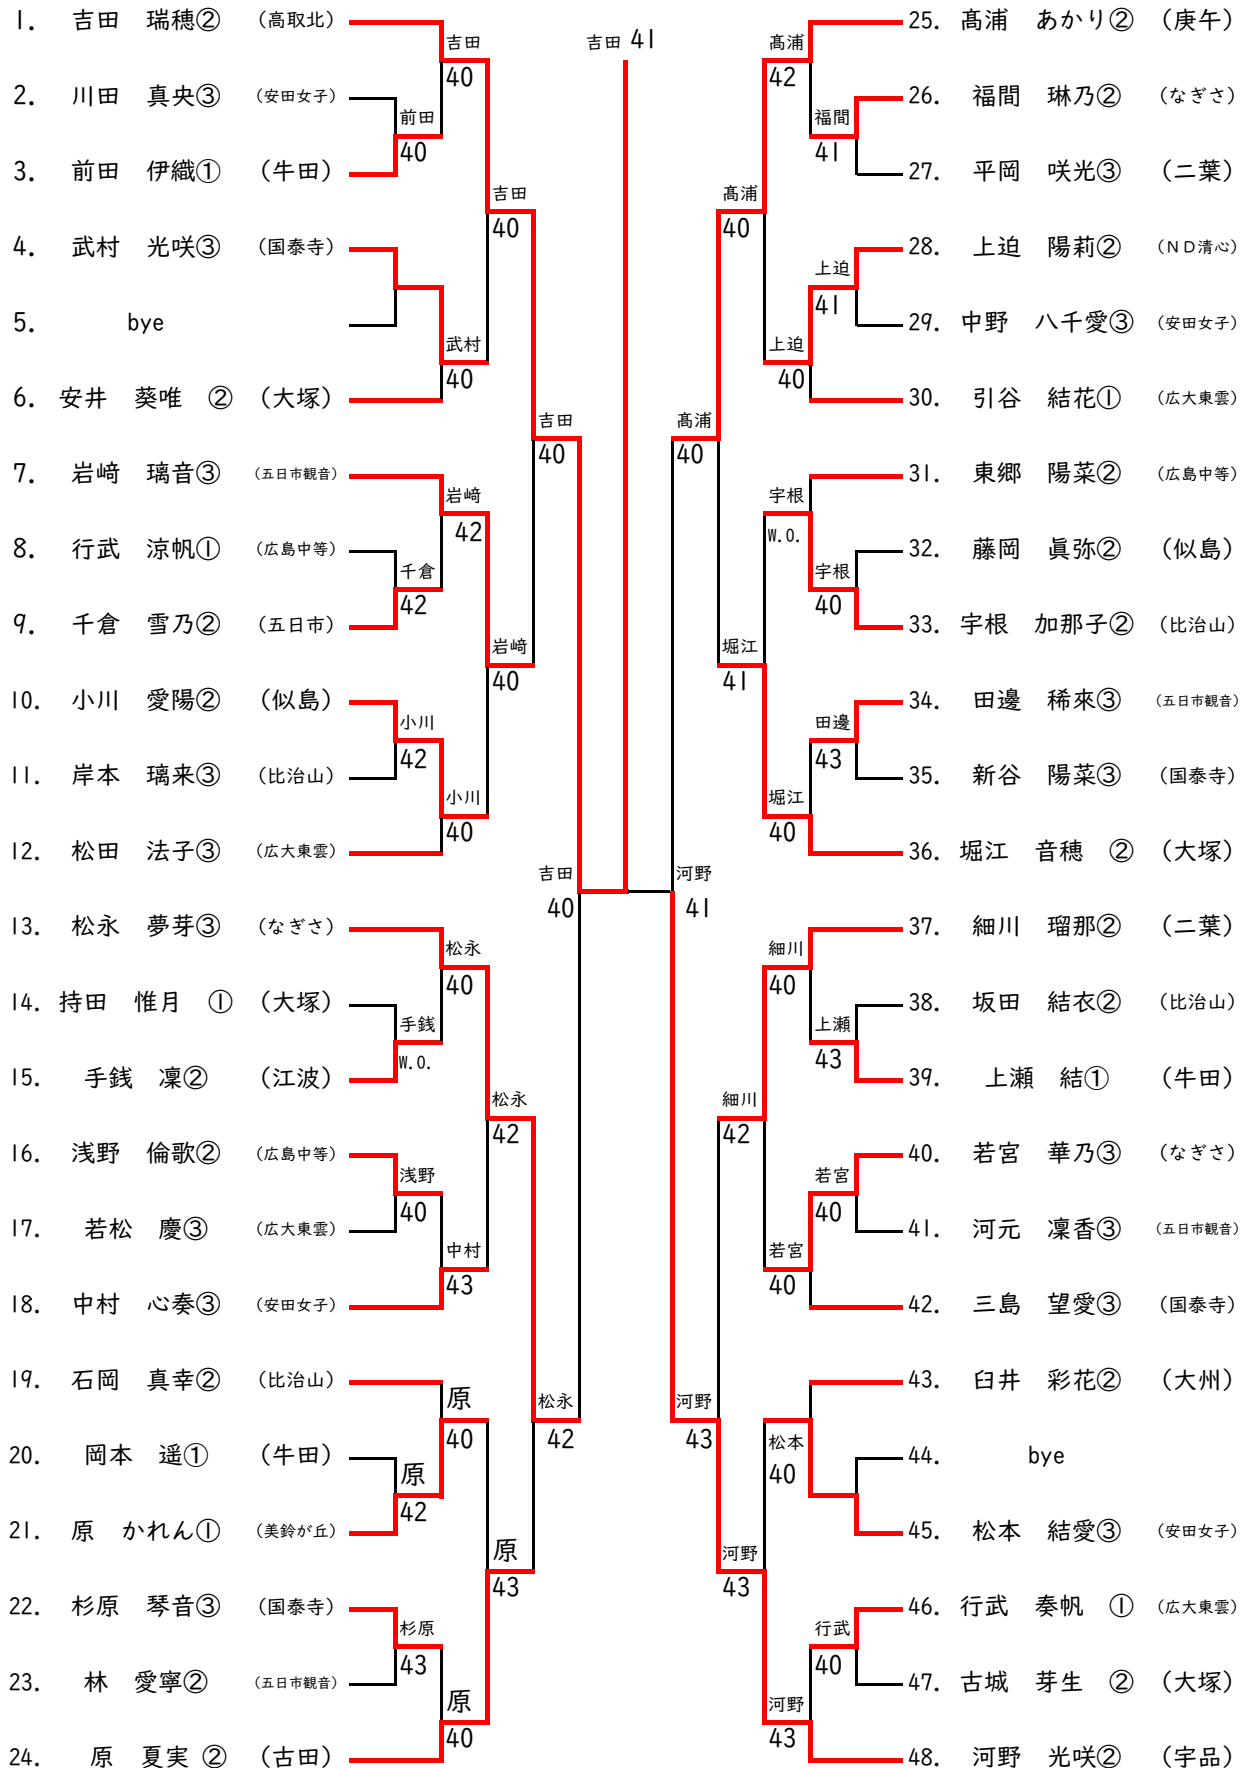 1. 吉田 瑞穂② (高取北)
2. 川田 真央③ (安田女子)
3. 前田 伊織① (牛田)
4. 武村 光咲③ (国泰寺)
5. bye
6. 安井 葵唯 ② (大塚)
7. 岩﨑 璃音③ (五日市観音)
8. 行武 涼帆① (広島中等)
9. 千倉 雪乃② (五日市)
10. 小川 愛陽② (似島)
11. 岸本 璃来③ (比治山)
12. 松田 法子③ (広大東雲)
13. 松永 夢芽③ (なぎさ)
14. 持田 惟月 ① (大塚)
15. 手銭 凜② (江波)
16. 浅野 倫歌② (広島中等)
17. 若松 慶③ (広大東雲)
18. 中村 心奏③ (安田女子)
19. 石岡 真幸② (比治山)
20. 岡本 遥① (牛田)
21. 原 かれん① (美鈴が丘)
22. 杉原 琴音③ (国泰寺)
23. 林 愛寧② (五日市観音)
24. 原 夏実 ② (古田)
前田
40
千倉
42
小川
42
手銭
W.O.
浅野
40
原
42
杉原
43
吉田
40
武村
40
岩﨑
42
小川
40
松永
40
中村
43
原
40
原
40
吉田
40
岩﨑
40
松永
42
原
43
吉田
40
松永
42
吉田
40
吉田 41
河野
41
髙浦
40
河野
43
髙浦
40
堀江
41
細川
42
河野
43
髙浦
42
上迫
40
宇根
W.O.
堀江
40
細川
40
若宮
40
松本
40
河野
43
福間
41
上迫
41
宇根
40
田邊
43
上瀬
43
若宮
40
行武
40
25. 髙浦 あかり② (庚午)
26. 福間 琳乃② (なぎさ)
27. 平岡 咲光③ (二葉)
28. 上迫 陽莉② (ND清心)
29. 中野 八千愛③ (安田女子)
30. 引谷 結花① (広大東雲)
31. 東郷 陽菜② (広島中等)
32. 藤岡 眞弥② (似島)
33. 宇根 加那子② (比治山)
34. 田邊 稀來③ (五日市観音)
35. 新谷 陽菜③ (国泰寺)
36. 堀江 音穂 ② (大塚)
37. 細川 瑠那② (二葉)
38. 坂田 結衣② (比治山)
39. 上瀬 結① (牛田)
40. 若宮 華乃③ (なぎさ)
41. 河元 凜香③ (五日市観音)
42. 三島 望愛③ (国泰寺)
43. 臼井 彩花② (大州)
44. bye
45. 松本 結愛③ (安田女子)
46. 行武 奏帆 ① (広大東雲)
47. 古城 芽生 ② (大塚)
48. 河野 光咲② (宇品)